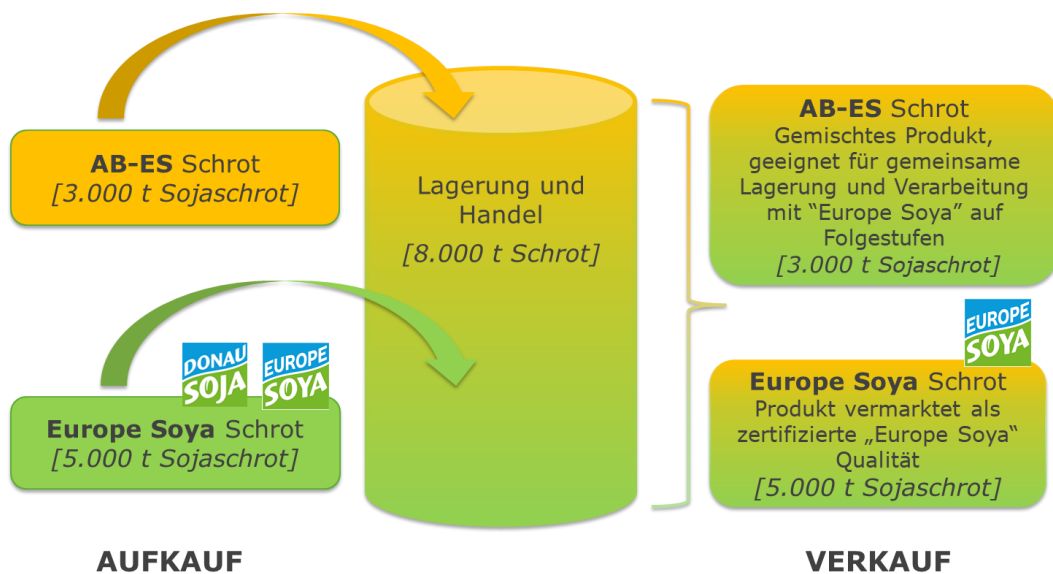 AB-ES Schrot
[3.000 t Sojaschrot]
DONAU
SOJA
EUROPE
SOYA
Europe Soya Schrot
[5.000 t Sojaschrot]
AUFKAUF
Lagerung und
Handel
[8.000 t Schrot]
AB-ES Schrot
Gemischtes Produkt,
geeignet für gemeinsame
Lagerung und Verarbeitung
mit “Europe Soya” auf
Folgestufen
[3.000 t Sojaschrot]
EUROPE
SOYA
Europe Soya Schrot
Produkt vermarktet als
zertifizierte „Europe Soya“
Qualität
[5.000 t Sojaschrot]
VERKAUF